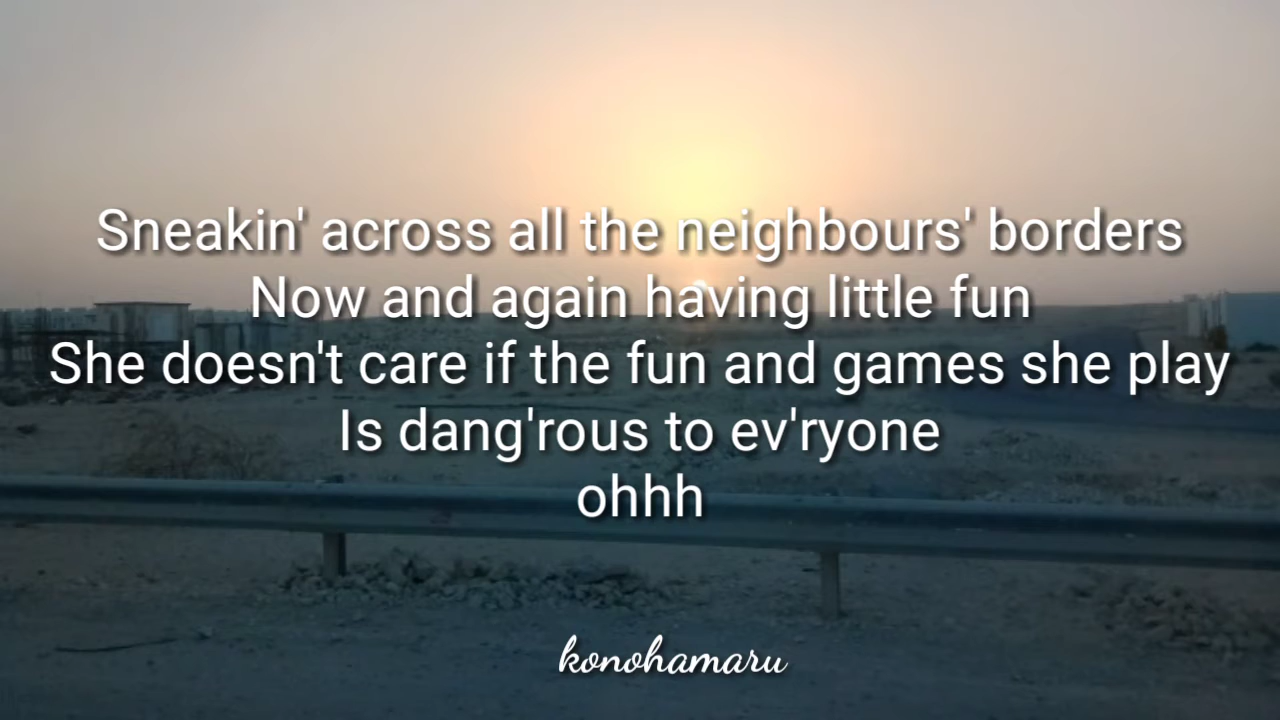 Sneakin' across all the neighbours' borders
Now and again having little fun
She doesn't care if the fun and games she play
Is dang'rous to ev'ryone
ohhh
konohamaru